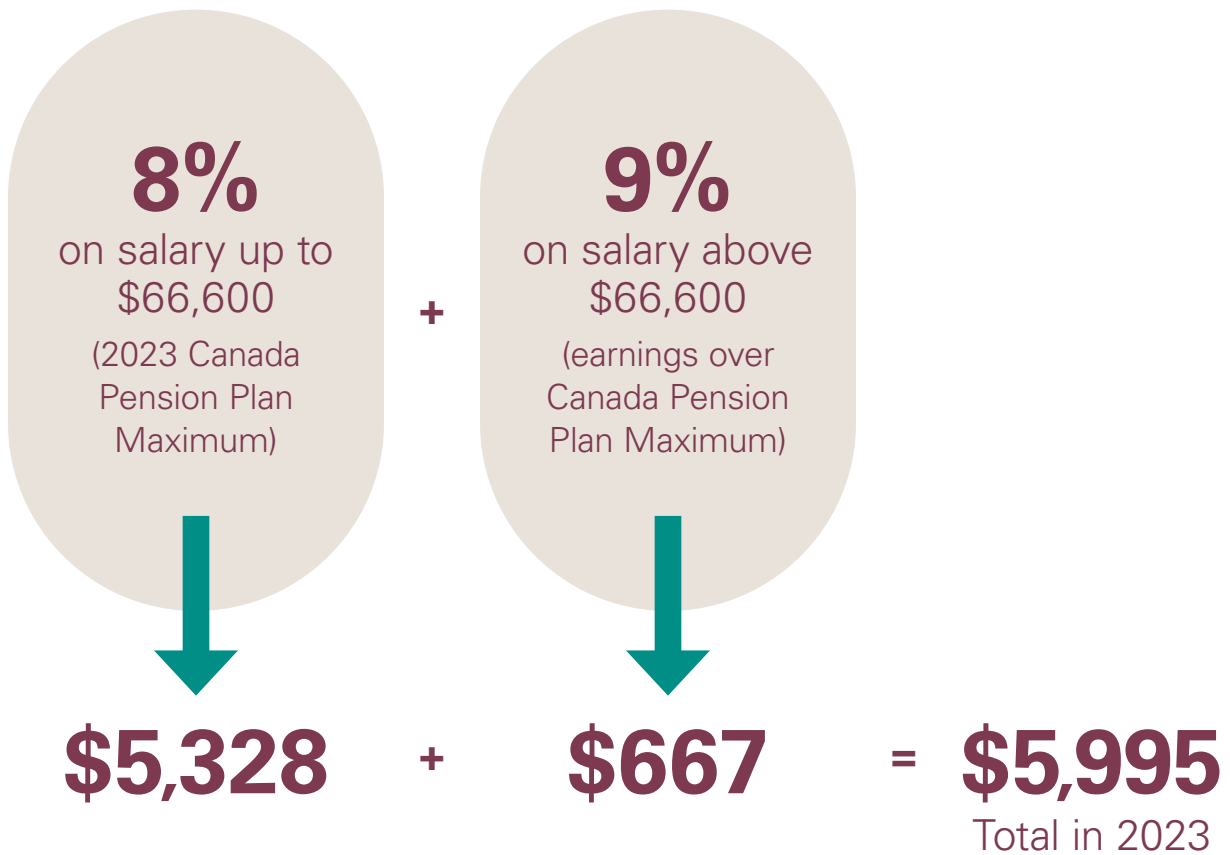 8%
on salary up to
$66,600
(2023 Canada
Pension Plan
Maximum)
+
9%
on salary above
$66,600
(earnings over
Canada Pension
Plan Maximum)
$5,328 + $667 = $5,995
Total in 2023